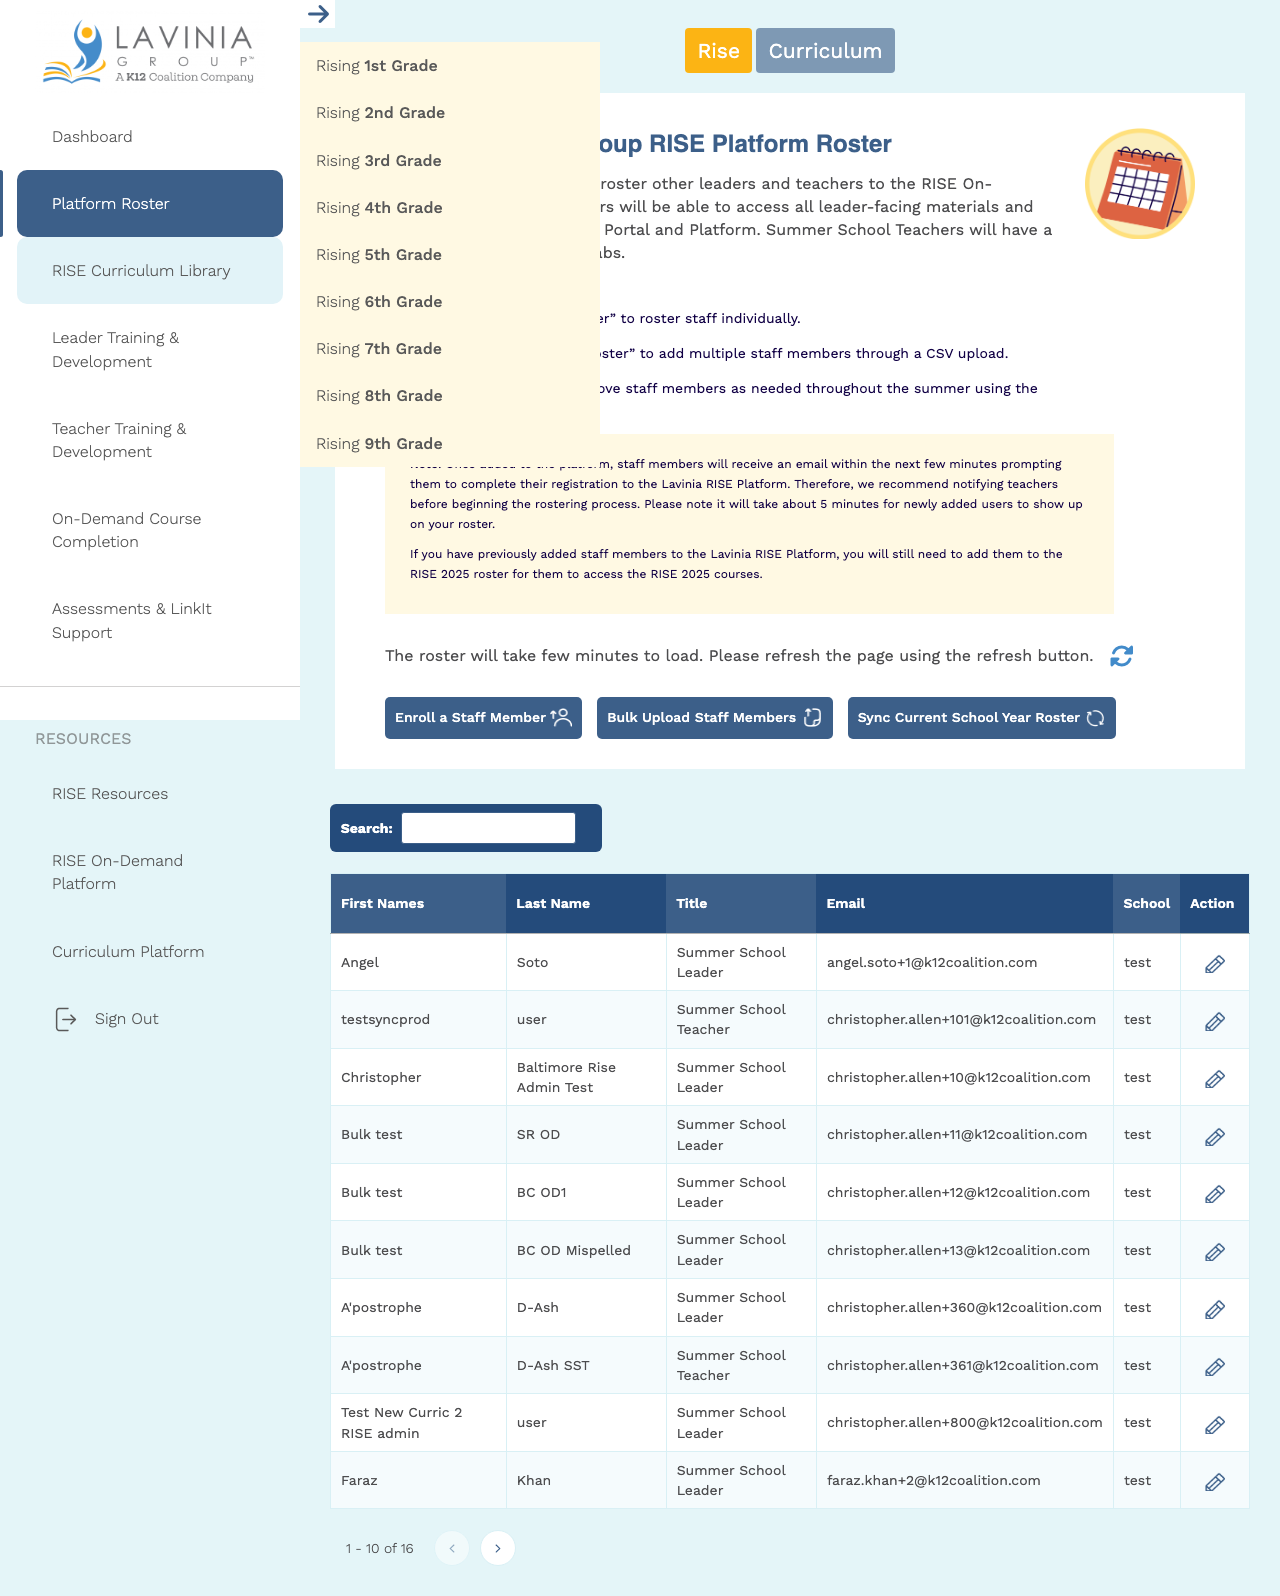 LAVINIA
GROUP™
A K12 Coalition Company
Dashboard
Platform Roster
RISE Curriculum Library
Leader Training &
Development
Teacher Training &
Development
On-Demand Course
Completion
Assessments & LinkIt
Support
RESOURCES
RISE Resources
RISE On-Demand
Platform
Curriculum Platform
Sign Out
Rising 1st Grade
Rising 2nd Grade
Rising 3rd Grade
Rising 4th Grade
Rising 5th Grade
Rising 6th Grade
Rising 7th Grade
Rising 8th Grade
Rising 9th Grade
Rise
Curriculum
oup RISE Platform Roster
roster other leaders and teachers to the RISE On-
rs will be able to access all leader-facing materials and
Portal and Platform. Summer School Teachers will have a
abs.
er” to roster staff individually.
oster” to add multiple staff members through a CSV upload.
ove staff members as needed throughout the summer using the
Note: Once added to the platform, staff members will receive an email within the next few minutes prompting
them to complete their registration to the Lavinia RISE Platform. Therefore, we recommend notifying teachers
before beginning the rostering process. Please note it will take about 5 minutes for newly added users to show up
on your roster.
If you have previously added staff members to the Lavinia RISE Platform, you will still need to add them to the
RISE 2025 roster for them to access the RISE 2025 courses.
The roster will take few minutes to load. Please refresh the page using the refresh button.
Enroll a Staff Member
Bulk Upload Staff Members
Sync Current School Year Roster
Search:
First Names Last Name Title Email School Action
Angel Soto Summer School Leader angel.soto+1@k12coalition.com test
testsyncprod user Summer School Teacher christopher.allen+101@k12coalition.com test
Christopher Baltimore Rise Admin Test Summer School Leader christopher.allen+10@k12coalition.com test
Bulk test SR OD Summer School Leader christopher.allen+11@k12coalition.com test
Bulk test BC OD1 Summer School Leader christopher.allen+12@k12coalition.com test
Bulk test BC OD Mispelled Summer School Leader christopher.allen+13@k12coalition.com test
A'postrophe D-Ash Summer School Leader christopher.allen+360@k12coalition.com test
A'postrophe D-Ash SST Summer School Teacher christopher.allen+361@k12coalition.com test
Test New Curric 2 RISE admin user Summer School Leader christopher.allen+800@k12coalition.com test
Faraz Khan Summer School Leader faraz.khan+2@k12coalition.com test
1 - 10 of 16